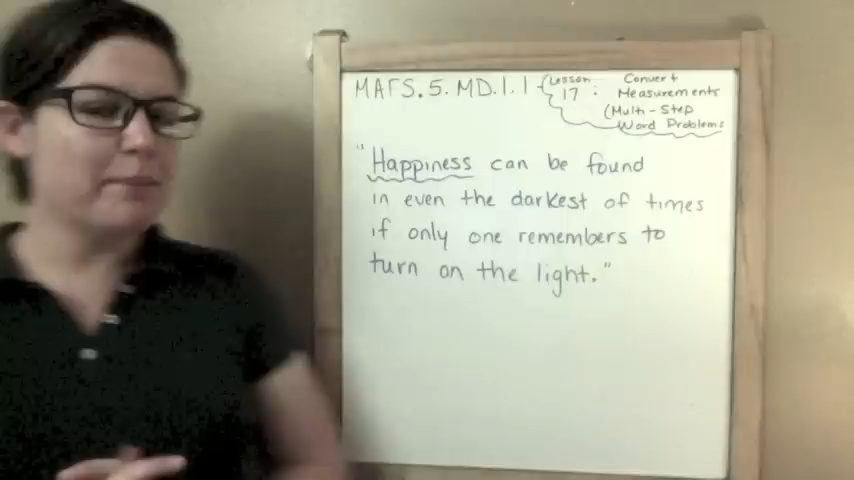 MAFS.5.MD.1.1 Lesson 17: Convert
Measurements
(Multi-Step
Word Problems
"Happiness can be found
in even the darkest of times
if only one remembers to
turn on the light."